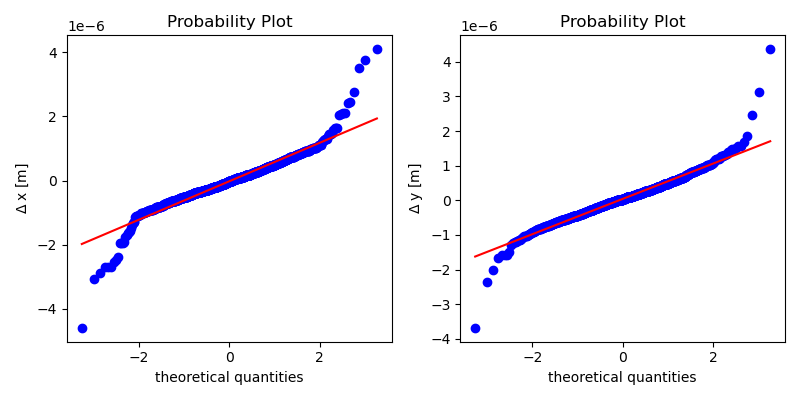 Probability Plot
1e−6
4
2
0
−2
−4
Δ x [m]
−2
0
2
theoretical quantities
Probability Plot
1e−6
4
3
2
1
0
−1
−2
−3
−4
Δ y [m]
−2
0
2
theoretical quantities